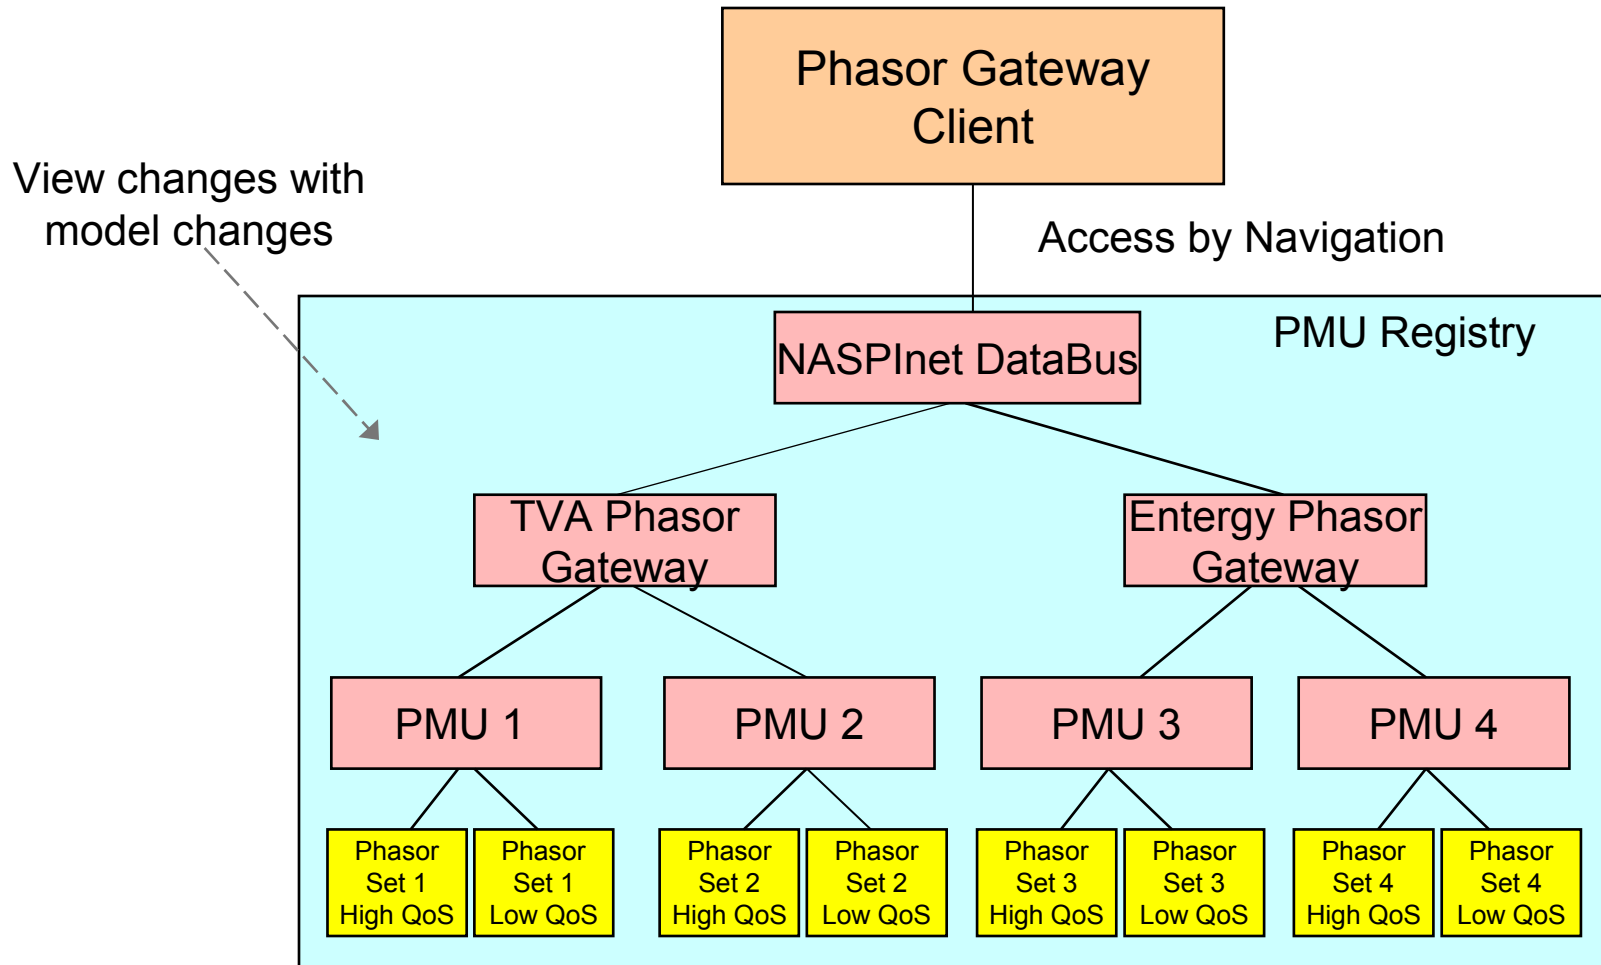 Phasor Gateway
Client
View changes with
model changes
Access by Navigation
PMU Registry
NASPInet DataBus
TVA Phasor
Gateway
Entergy Phasor
Gateway
PMU 1
PMU 2
PMU 3
PMU 4
Phasor
Set 1
High QoS
Phasor
Set 1
Low QoS
Phasor
Set 2
High QoS
Phasor
Set 2
Low QoS
Phasor
Set 3
High QoS
Phasor
Set 3
Low QoS
Phasor
Set 4
High QoS
Phasor
Set 4
Low QoS